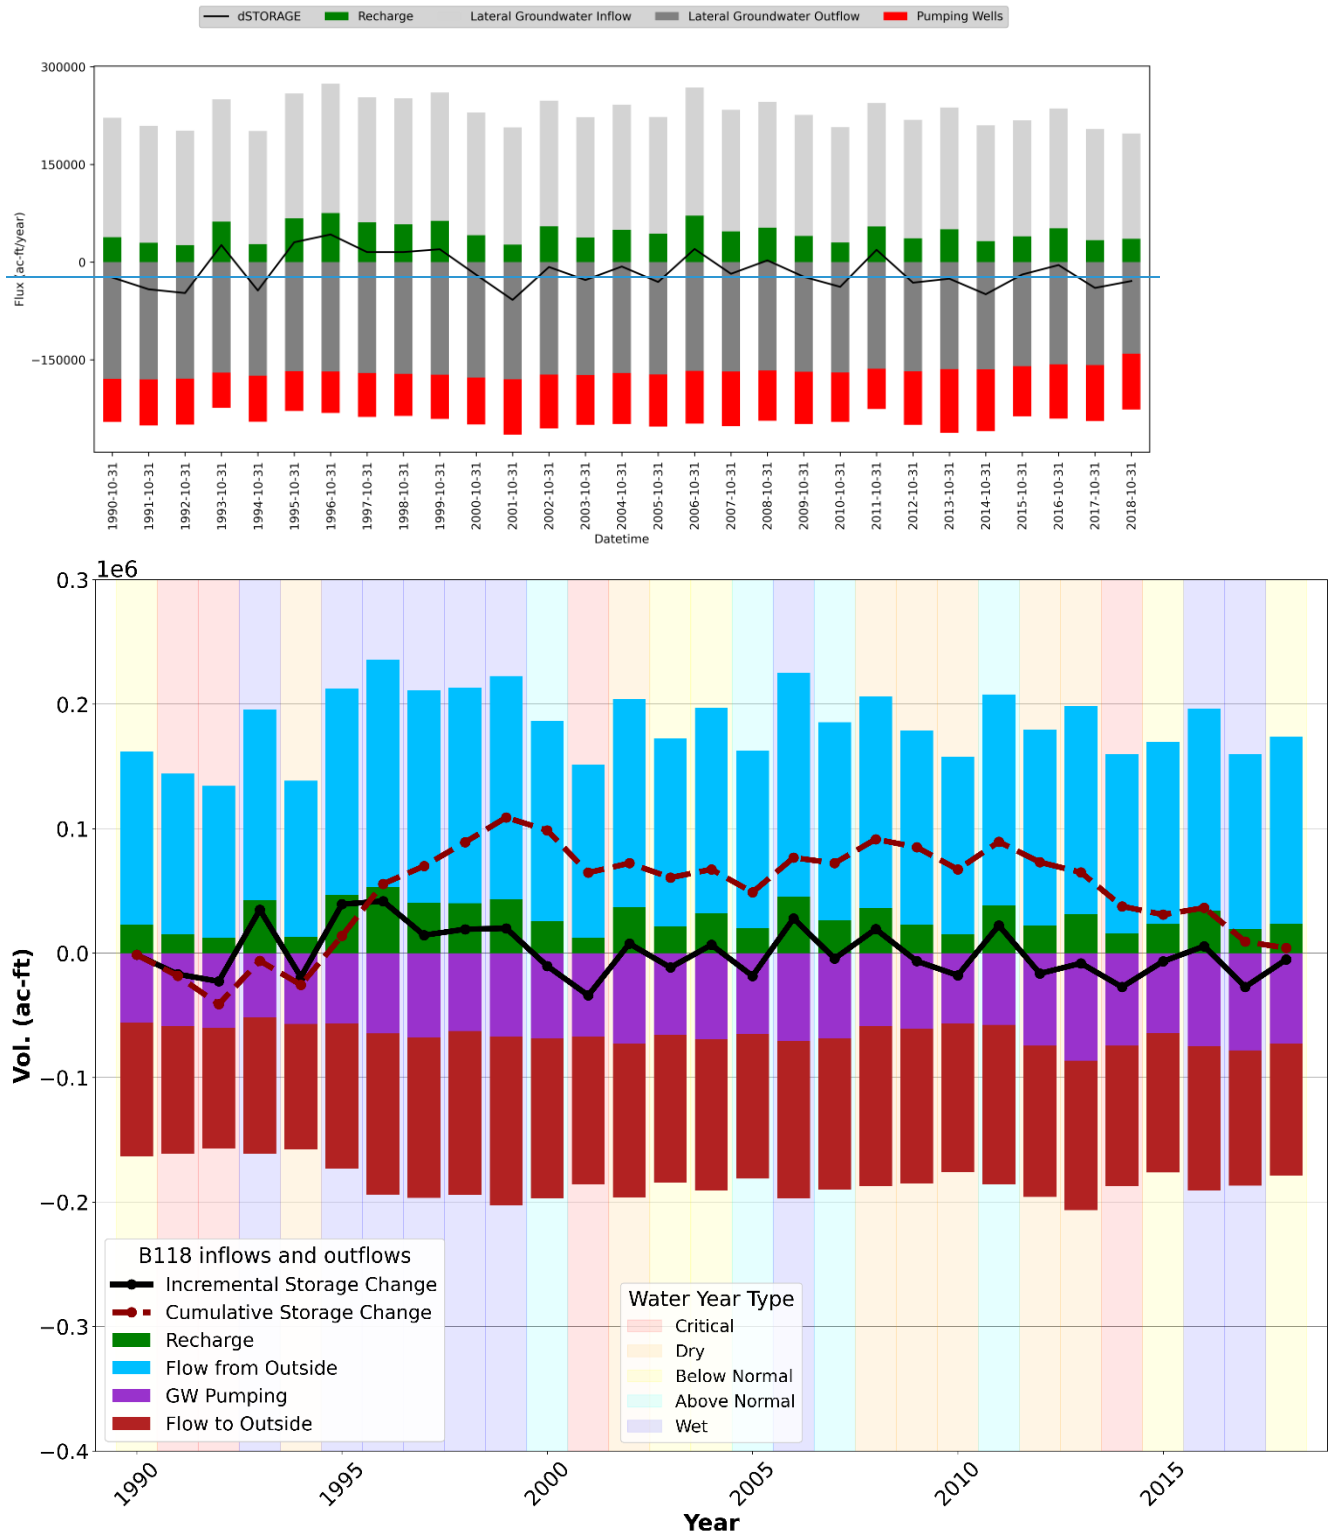 dSTORAGE Recharge Lateral Groundwater Inflow Lateral Groundwater Outflow Pumping Wells
300000
150000
0
−150000
Flux (ac-ft/year)
1990-10-31
1991-10-31
1992-10-31
1993-10-31
1994-10-31
1995-10-31
1996-10-31
1997-10-31
1998-10-31
1999-10-31
2000-10-31
2001-10-31
2002-10-31
2003-10-31
2004-10-31
2005-10-31
2006-10-31
2007-10-31
2008-10-31
2009-10-31
2010-10-31
2011-10-31
2012-10-31
2013-10-31
2014-10-31
2015-10-31
2016-10-31
2017-10-31
2018-10-31
Datetime
1e6
0.3
0.2
0.1
0.0
−0.1
−0.2
−0.3
−0.4
Vol. (ac-ft)
B118 inflows and outflows
Incremental Storage Change
Cumulative Storage Change
Recharge
Flow from Outside
GW Pumping
Flow to Outside
Water Year Type
Critical
Dry
Below Normal
Above Normal
Wet
1990
1995
2000
2005
2010
2015
Year